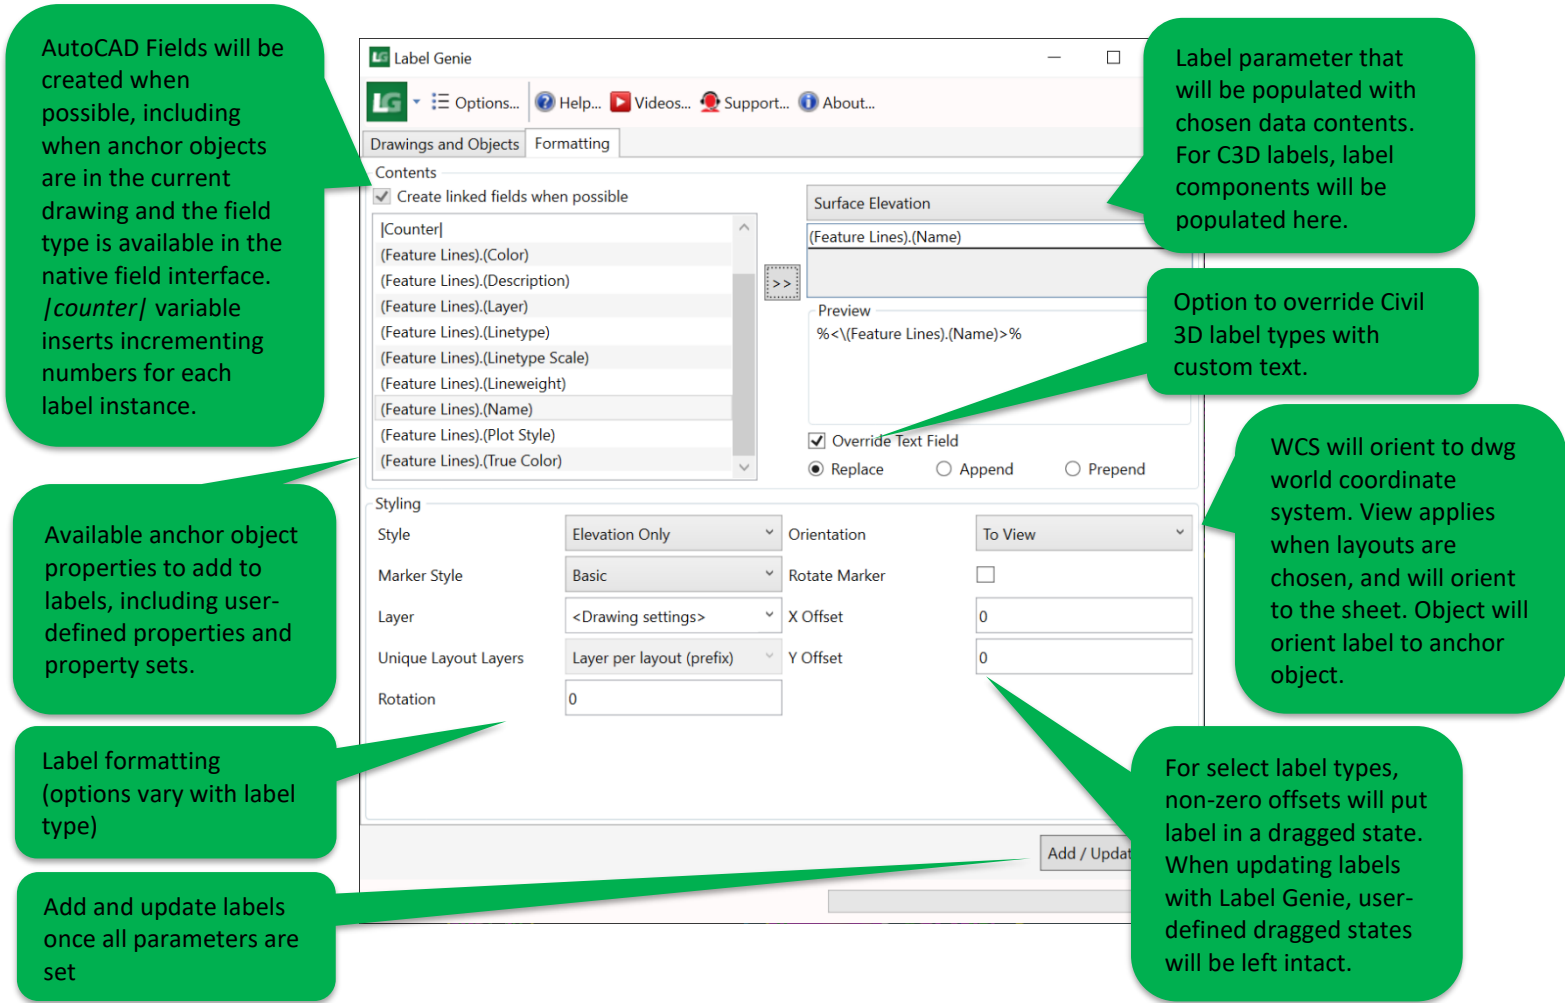 AutoCAD Fields will be
created when
possible, including
when anchor objects
are in the current
drawing and the field
type is available in the
native field interface.
|counter| variable
inserts incrementing
numbers for each
label instance.
Available anchor object
properties to add to
labels, including user-
defined properties and
property sets.
Label formatting
(options vary with label
type)
Add and update labels
once all parameters are
set
LG Label Genie
LG Options... Help... Videos... Support... About...
Drawings and Objects Formatting
Contents
Create linked fields when possible
|Counter|
(Feature Lines).(Color)
(Feature Lines).(Description)
(Feature Lines).(Layer)
(Feature Lines).(Linetype)
(Feature Lines).(Linetype Scale)
(Feature Lines).(Lineweight)
(Feature Lines).(Name)
(Feature Lines).(Plot Style)
(Feature Lines).(True Color)
>>
Surface Elevation
(Feature Lines).(Name)
Preview
%<\(Feature Lines).(Name)>%
Override Text Field
Replace Append Prepend
Styling
Style Elevation Only Orientation To View
Marker Style Basic Rotate Marker
Layer <Drawing settings> X Offset 0
Unique Layout Layers Layer per layout (prefix) Y Offset 0
Rotation 0
Add / Updat
Label parameter that
will be populated with
chosen data contents.
For C3D labels, label
components will be
populated here.
Option to override Civil
3D label types with
custom text.
WCS will orient to dwg
world coordinate
system. View applies
when layouts are
chosen, and will orient
to the sheet. Object will
orient label to anchor
object.
For select label types,
non-zero offsets will put
label in a dragged state.
When updating labels
with Label Genie, user-
defined dragged states
will be left intact.